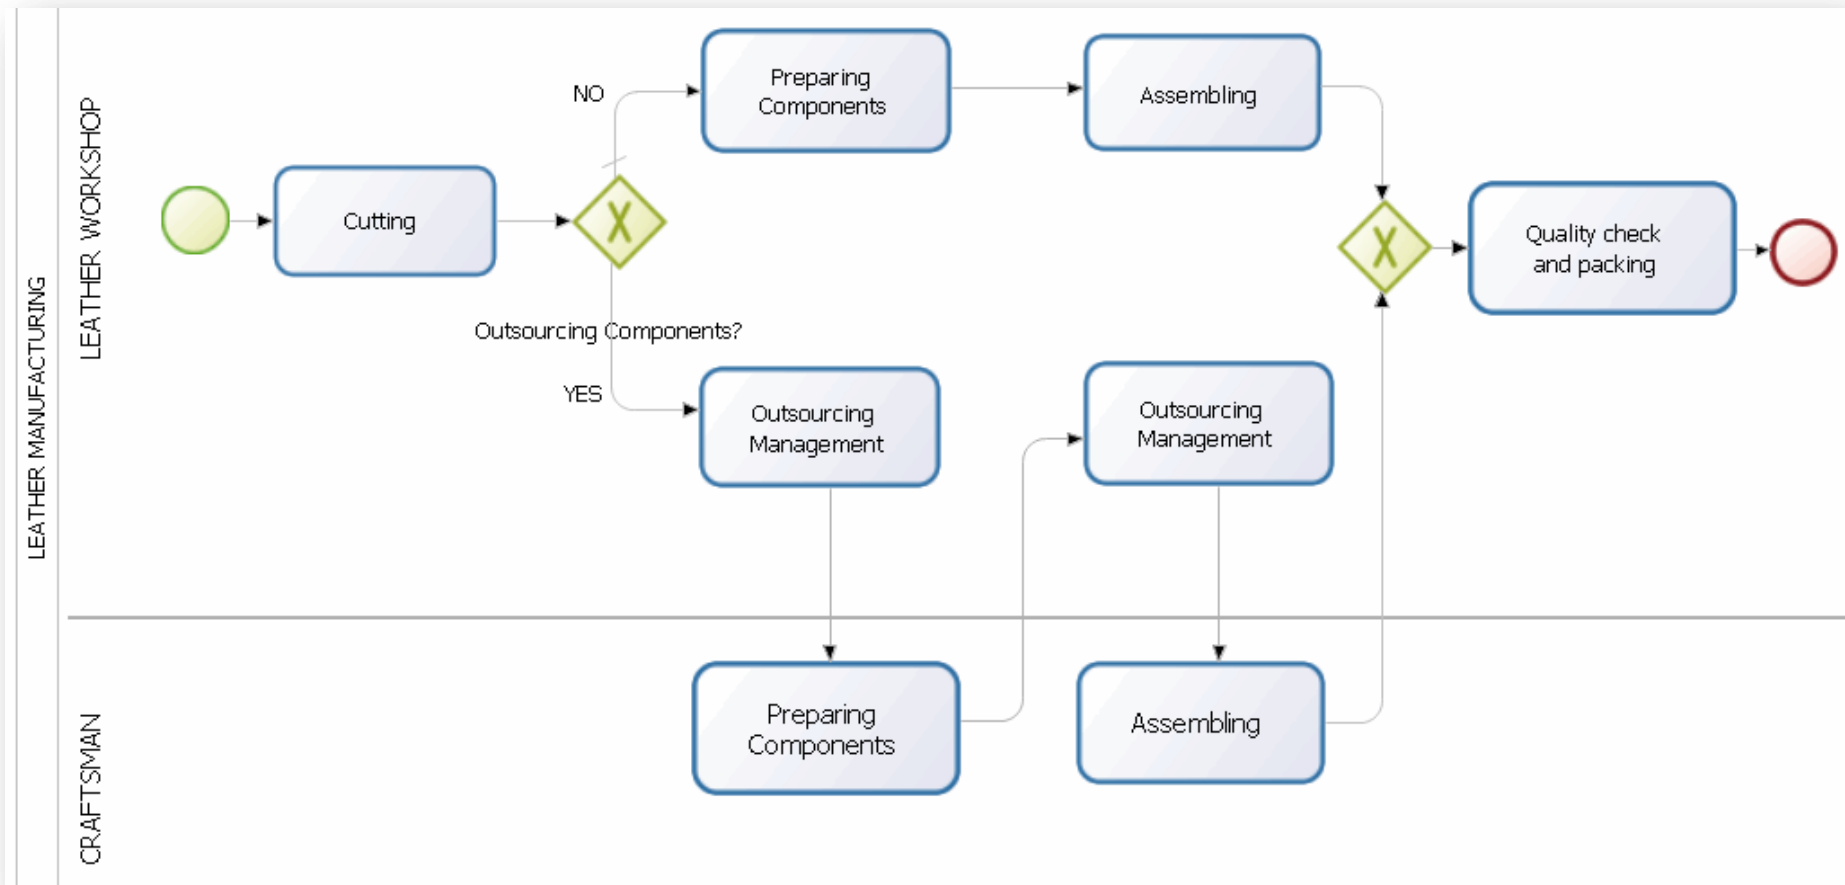 LEATHER MANUFACTURING
LEATHER WORKSHOP
Cutting
NO
Outsourcing Components?
YES
Preparing
Components
Assembling
Outsourcing
Management
Outsourcing
Management
Quality check
and packing
CRAFTSMAN
Preparing
Components
Assembling